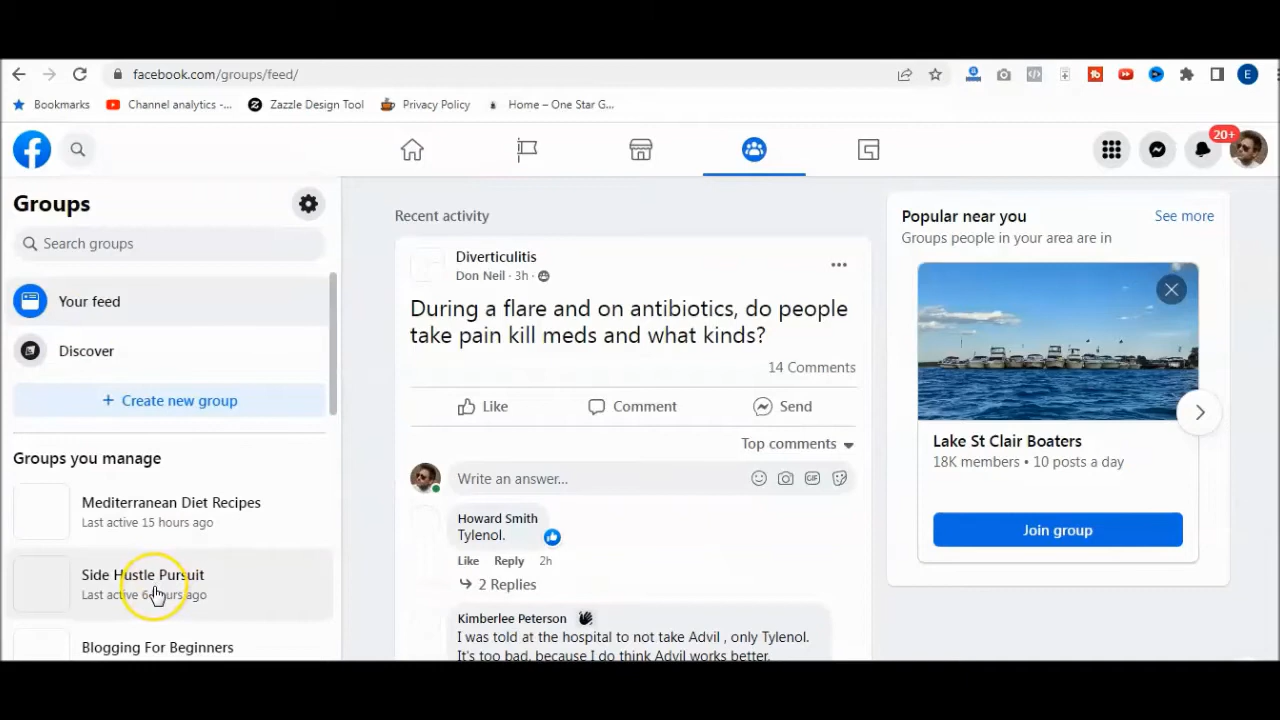 facebook.com/groups/feed/
Bookmarks
Channel analytics -...
Zazzle Design Tool
Privacy Policy
Home – One Star G...
E
20+
Groups
Search groups
Your feed
Discover
+ Create new group
Groups you manage
Mediterranean Diet Recipes
Last active 15 hours ago
Side Hustle Pursuit
Last active 6 hours ago
Blogging For Beginners
Recent activity
Diverticulitis
Don Neil · 3h ·
During a flare and on antibiotics, do people
take pain kill meds and what kinds?
14 Comments
Like
Comment
Send
Top comments
Write an answer...
GIF
Howard Smith
Tylenol.
Like Reply 2h
2 Replies
Kimberlee Peterson
I was told at the hospital to not take Advil , only Tylenol.
It's too bad, because I do think Advil works better.
Popular near you
See more
Groups people in your area are in
Lake St Clair Boaters
18K members • 10 posts a day
Join group